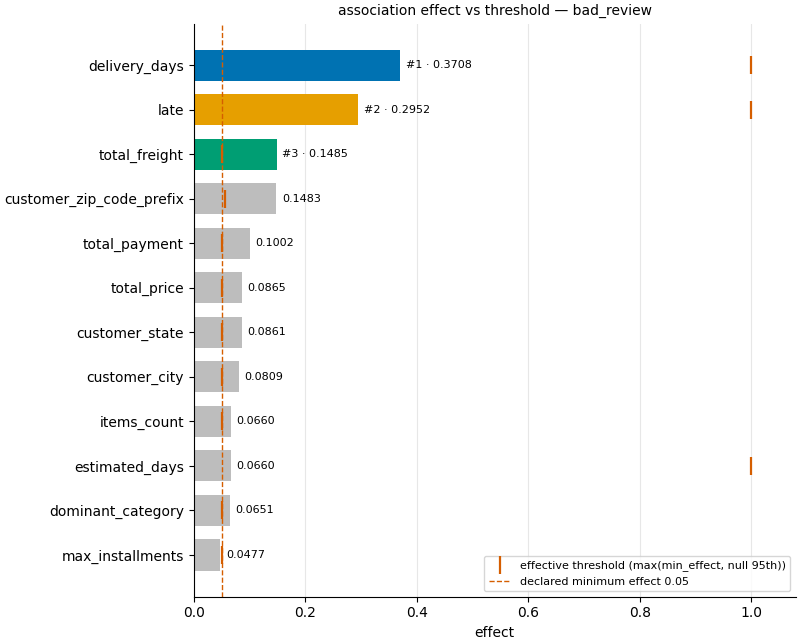 association effect vs threshold — bad_review
delivery_days
#1 · 0.3708
late
#2 · 0.2952
total_freight
#3 · 0.1485
customer_zip_code_prefix
0.1483
total_payment
0.1002
total_price
0.0865
customer_state
0.0861
customer_city
0.0809
items_count
0.0660
estimated_days
0.0660
dominant_category
0.0651
max_installments
0.0477
effective threshold (max(min_effect, null 95th))
declared minimum effect 0.05
0.0 0.2 0.4 0.6 0.8 1.0
effect